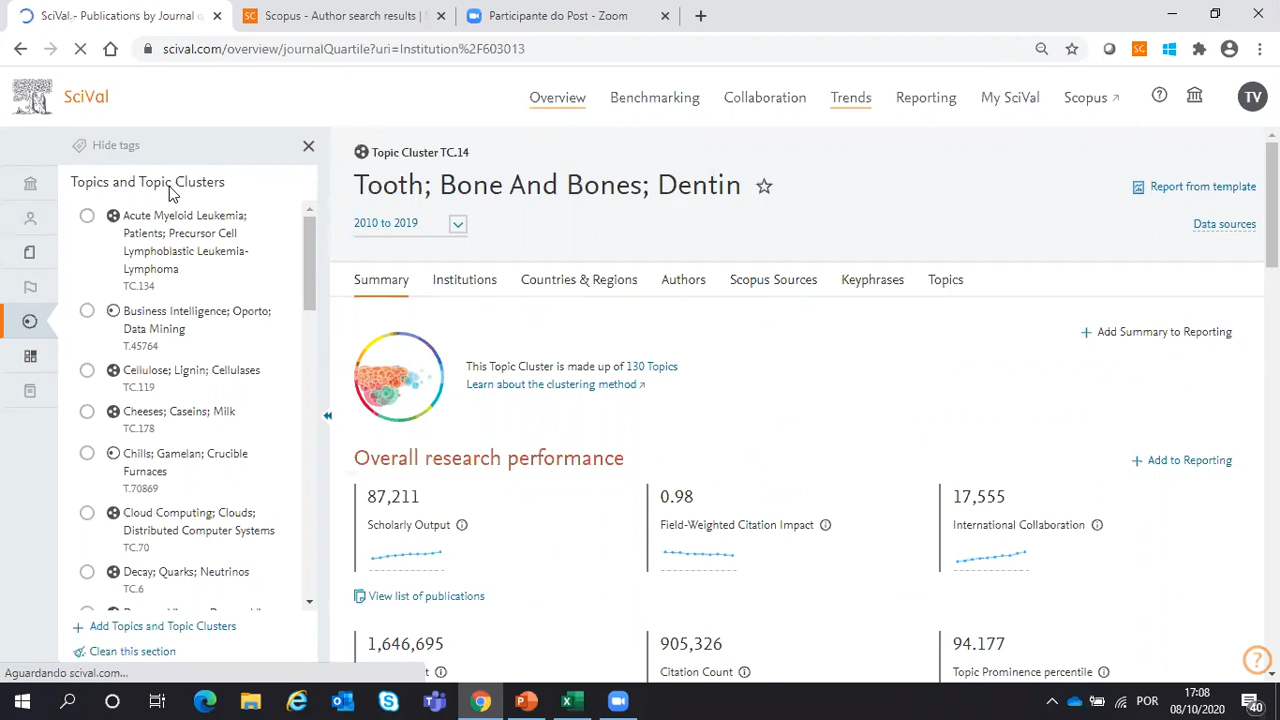 SciVal - Publications by Journal q
Scopus - Author search results |
Participante do Post - Zoom
scival.com/overview/journalQuartile?uri=Institution%2F603013
SC
SciVal
Overview
Benchmarking
Collaboration
Trends
Reporting
My SciVal
Scopus
TV
Hide tags
Topics and Topic Clusters
Acute Myeloid Leukemia;
Patients; Precursor Cell
Lymphoblastic Leukemia-
Lymphoma
TC.134
Business Intelligence; Oporto;
Data Mining
T.45764
Cellulose; Lignin; Cellulases
TC.119
Cheeses; Caseins; Milk
TC.178
Chills; Gamelan; Crucible
Furnaces
T.70869
Cloud Computing; Clouds;
Distributed Computer Systems
TC.70
Decay; Quarks; Neutrinos
TC.6
Add Topics and Topic Clusters
Clean this section
Topic Cluster TC.14
Tooth; Bone And Bones; Dentin
2010 to 2019
Report from template
Data sources
Summary
Institutions
Countries & Regions
Authors
Scopus Sources
Keyphrases
Topics
+ Add Summary to Reporting
This Topic Cluster is made up of 130 Topics
Learn about the clustering method
Overall research performance
+ Add to Reporting
87,211
Scholarly Output
0.98
Field-Weighted Citation Impact
17,555
International Collaboration
View list of publications
1,646,695
905,326
Citation Count
94.177
Topic Prominence percentile
Aguardando scival.com...
POR
17:08
08/10/2020
40